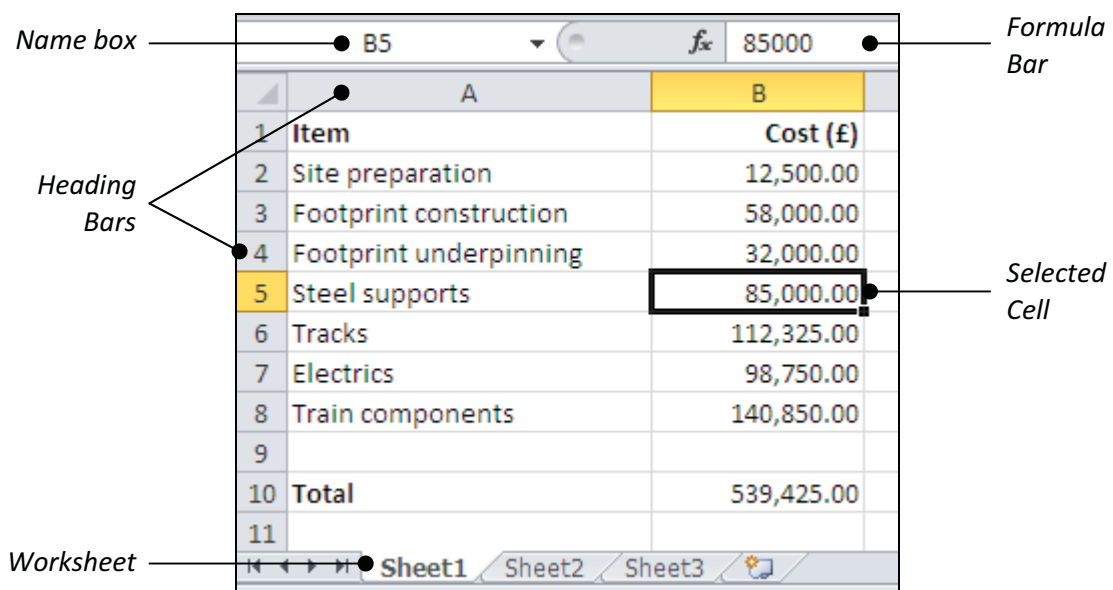 Name box
B5
fx 85000
Formula
Bar
A B
1 Item Cost (£)
2 Site preparation 12,500.00
3 Footprint construction 58,000.00
Heading
Bars
4 Footprint underpinning 32,000.00
5 Steel supports 85,000.00
Selected
Cell
6 Tracks 112,325.00
7 Electrics 98,750.00
8 Train components 140,850.00
9
10 Total 539,425.00
11
Worksheet
Sheet1 Sheet2 Sheet3